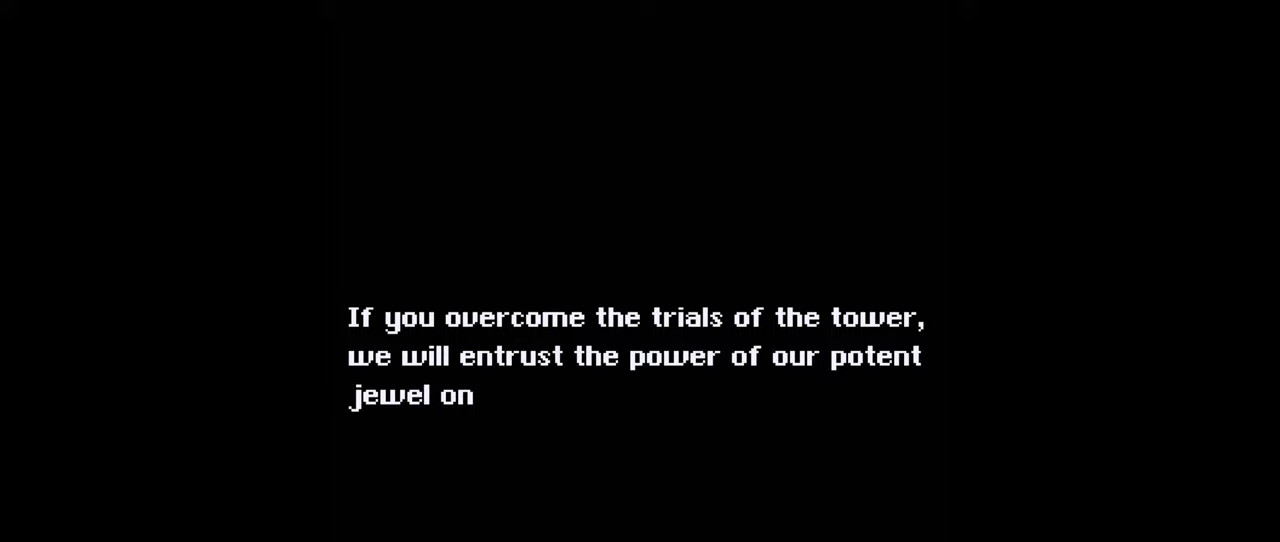 If you overcome the trials of the tower,
we will entrust the power of our potent
jewel on